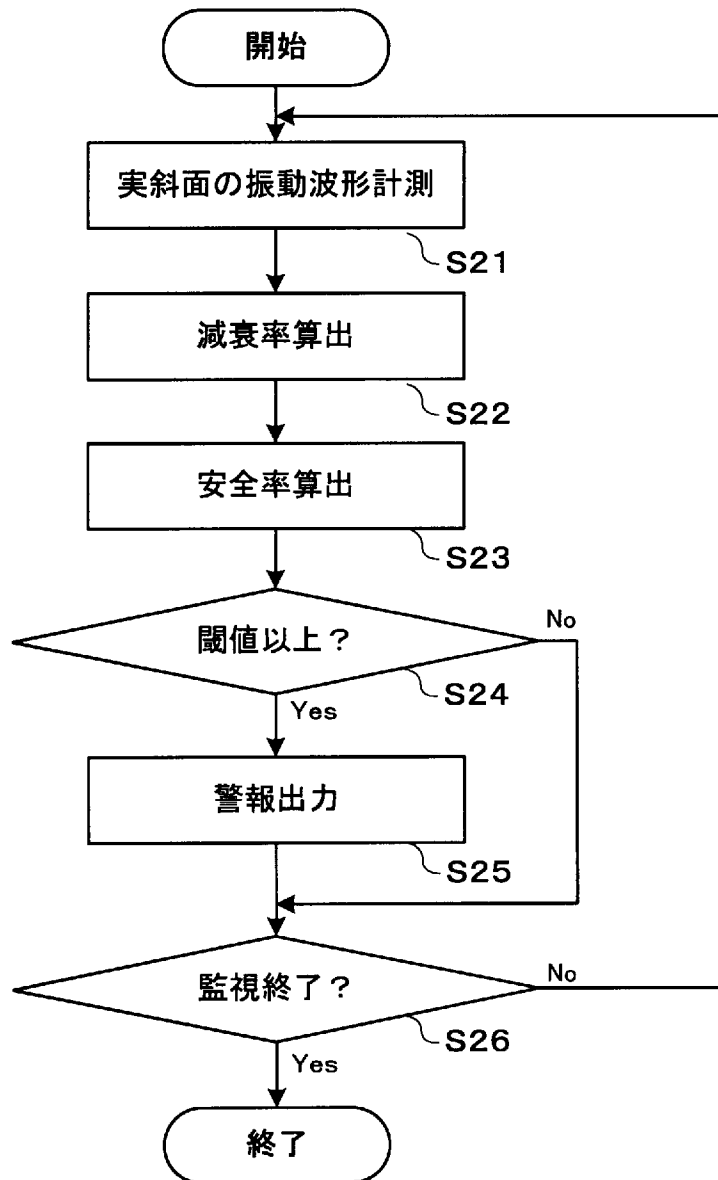 開始
実斜面の振動波形計測
S21
減衰率算出
S22
安全率算出
S23
閾値以上？
No
S24
Yes
警報出力
S25
監視終了？
No
S26
Yes
終了